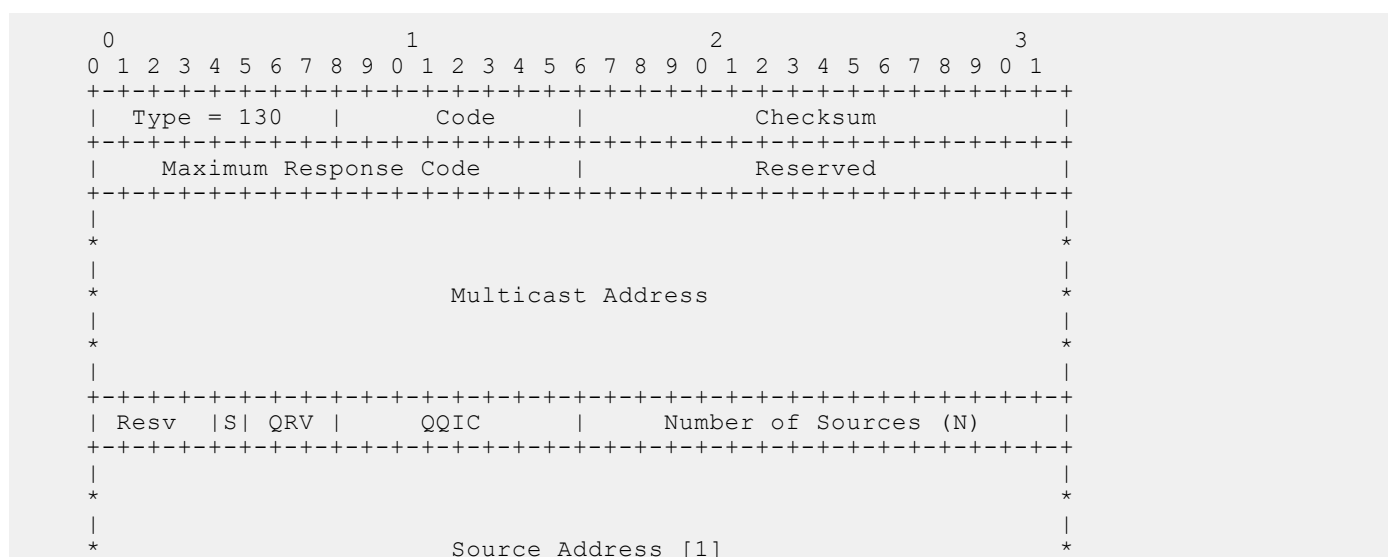 0                   1                   2                   3
0 1 2 3 4 5 6 7 8 9 0 1 2 3 4 5 6 7 8 9 0 1 2 3 4 5 6 7 8 9 0 1
+-+-+-+-+-+-+-+-+-+-+-+-+-+-+-+-+-+-+-+-+-+-+-+-+-+-+-+-+-+-+-+-+
|  Type = 130   |      Code     |           Checksum            |
+-+-+-+-+-+-+-+-+-+-+-+-+-+-+-+-+-+-+-+-+-+-+-+-+-+-+-+-+-+-+-+-+
|    Maximum Response Code      |           Reserved            |
+-+-+-+-+-+-+-+-+-+-+-+-+-+-+-+-+-+-+-+-+-+-+-+-+-+-+-+-+-+-+-+-+
|                                                               |
*                                                               *
|                                                               |
*                       Multicast Address                       *
|                                                               |
*                                                               *
|                                                               |
+-+-+-+-+-+-+-+-+-+-+-+-+-+-+-+-+-+-+-+-+-+-+-+-+-+-+-+-+-+-+-+-+
| Resv  |S| QRV |     QQIC      |     Number of Sources (N)     |
+-+-+-+-+-+-+-+-+-+-+-+-+-+-+-+-+-+-+-+-+-+-+-+-+-+-+-+-+-+-+-+-+
|                                                               |
*                                                               *
|                                                               |
*                       Source Address [1]                      *